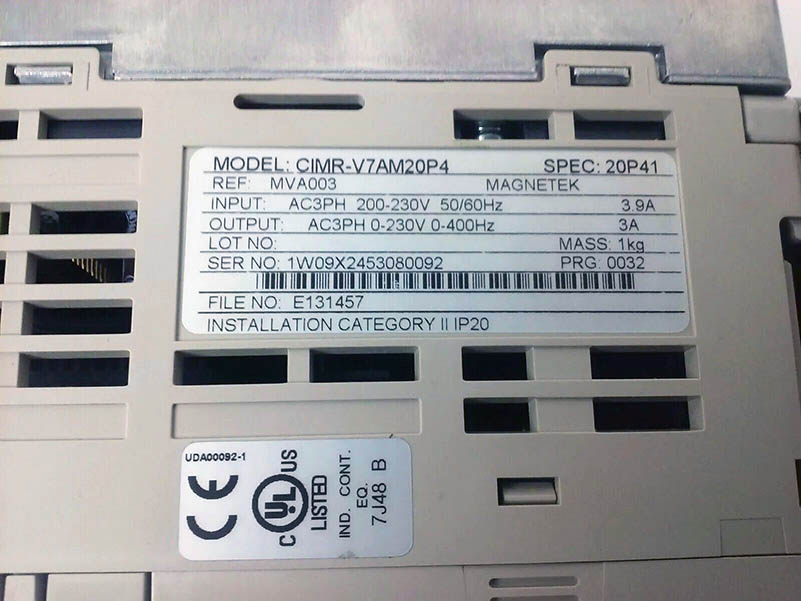 MODEL: CIMR-V7AM20P4 SPEC: 20P41
REF: MVA003 MAGNETEK
INPUT: AC3PH 200-230V 50/60Hz 3.9A
OUTPUT: AC3PH 0-230V 0-400Hz 3A
LOT NO: MASS: 1kg
SER NO: 1W09X2453080092 PRG: 0032
FILE NO: E131457
INSTALLATION CATEGORY II IP20
UDA00092-1
CE
C UL US
LISTED
IND. CONT.
EQ.
7J48 B